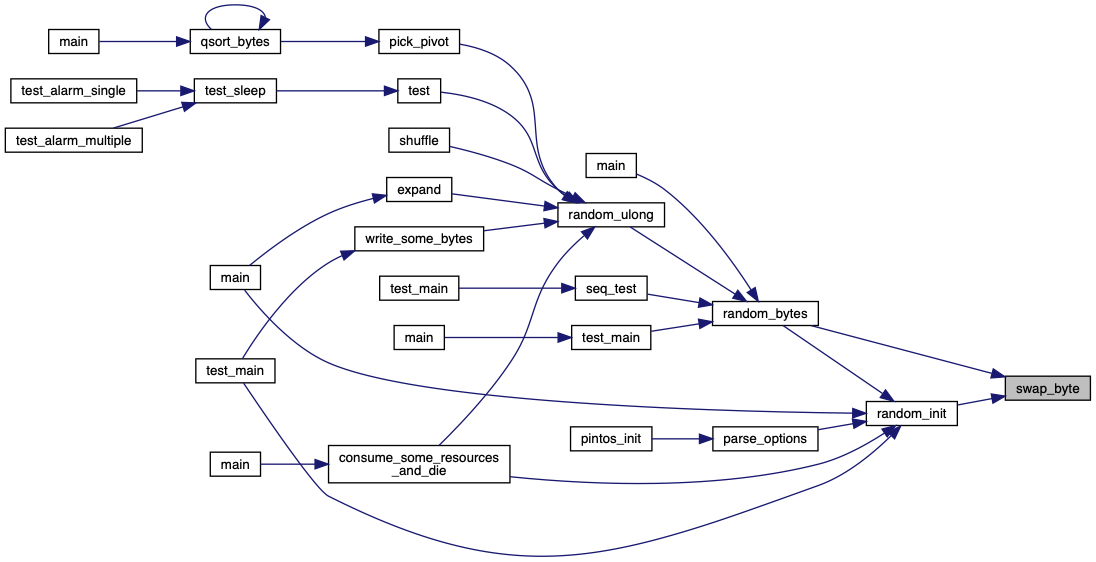 main
qsort_bytes
pick_pivot
test_alarm_single
test_sleep
test
test_alarm_multiple
shuffle
main
expand
random_ulong
write_some_bytes
main
test_main
seq_test
random_bytes
main
test_main
test_main
swap_byte
random_init
pintos_init
parse_options
main
consume_some_resources
_and_die